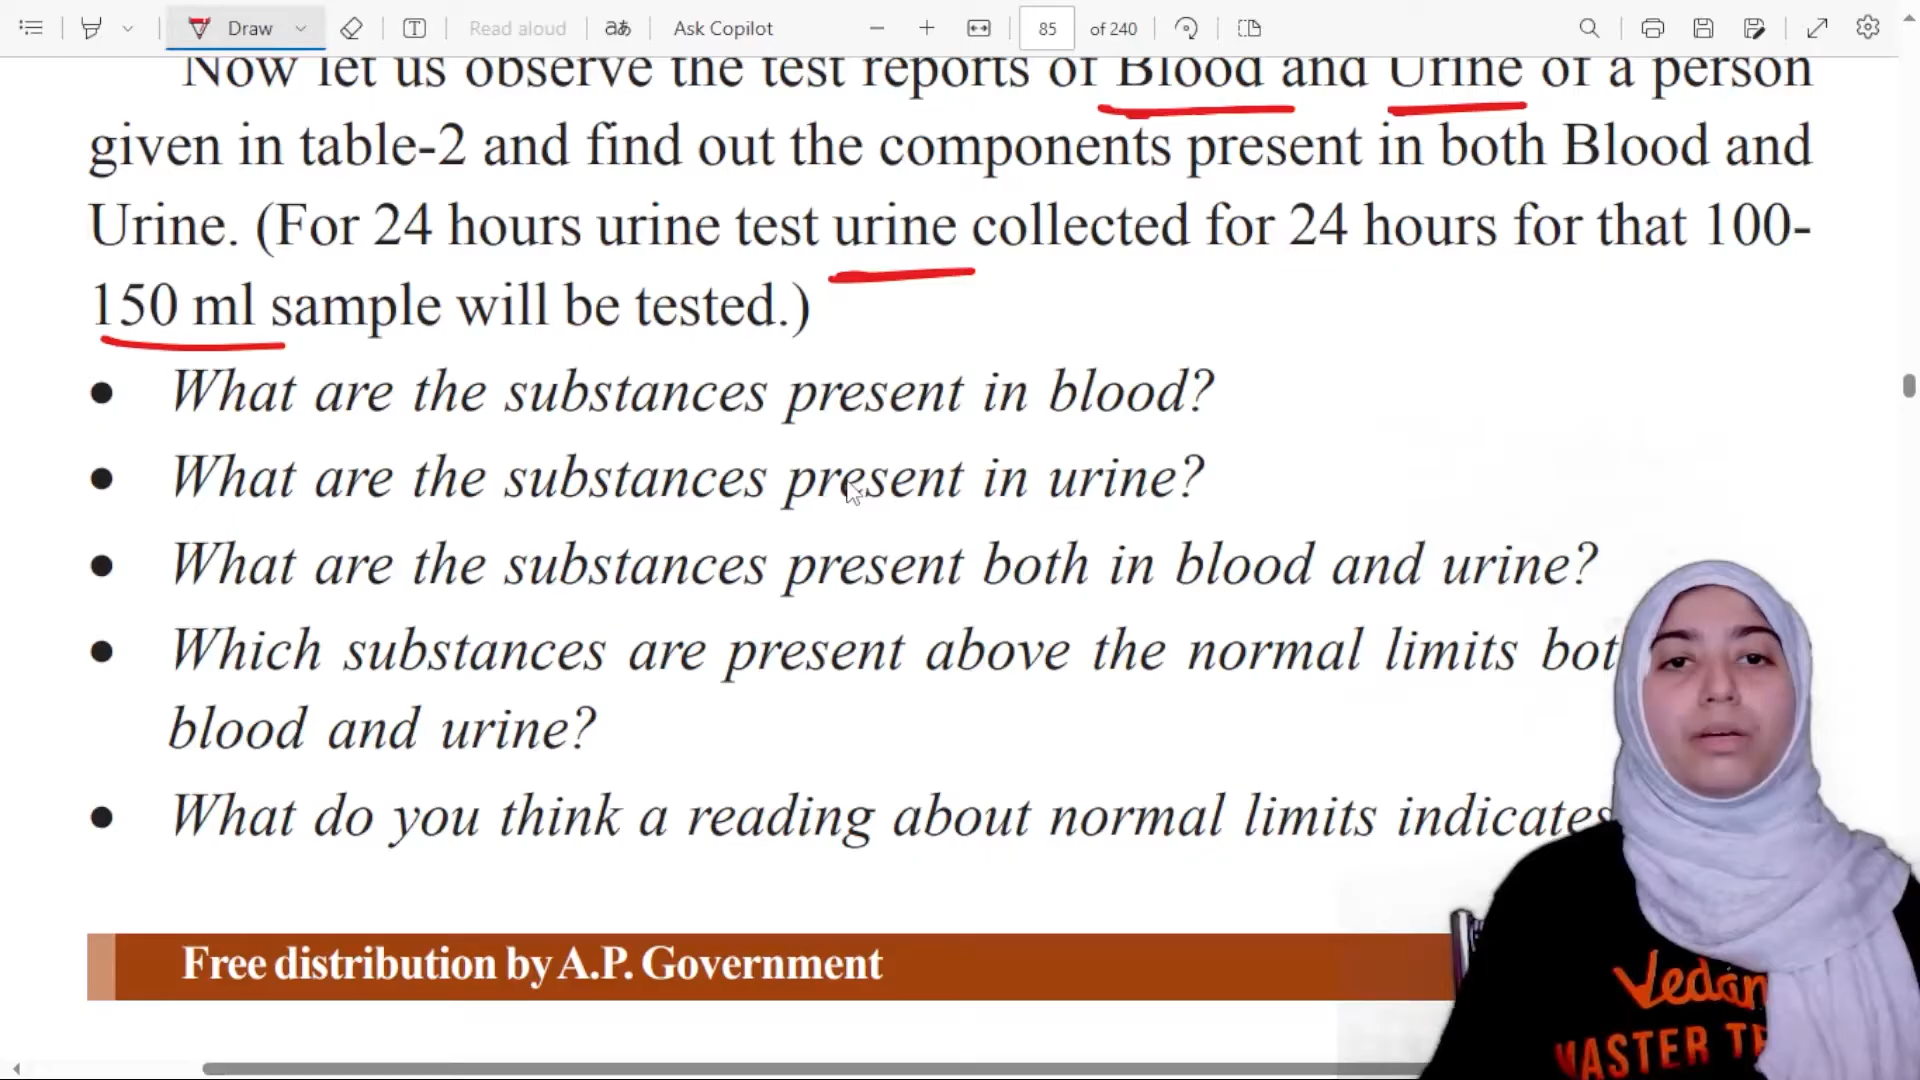 Draw
Read aloud
aあ
Ask Copilot
85
of 240
Now let us observe the test reports of Blood and Urine of a person
given in table-2 and find out the components present in both Blood and
Urine. (For 24 hours urine test urine collected for 24 hours for that 100-
150 ml sample will be tested.)
• What are the substances present in blood?
• What are the substances present in urine?
• What are the substances present both in blood and urine?
• Which substances are present above the normal limits bot
blood and urine?
• What do you think a reading about normal limits indicates
Free distribution by A.P. Government
Vedan
MASTER T